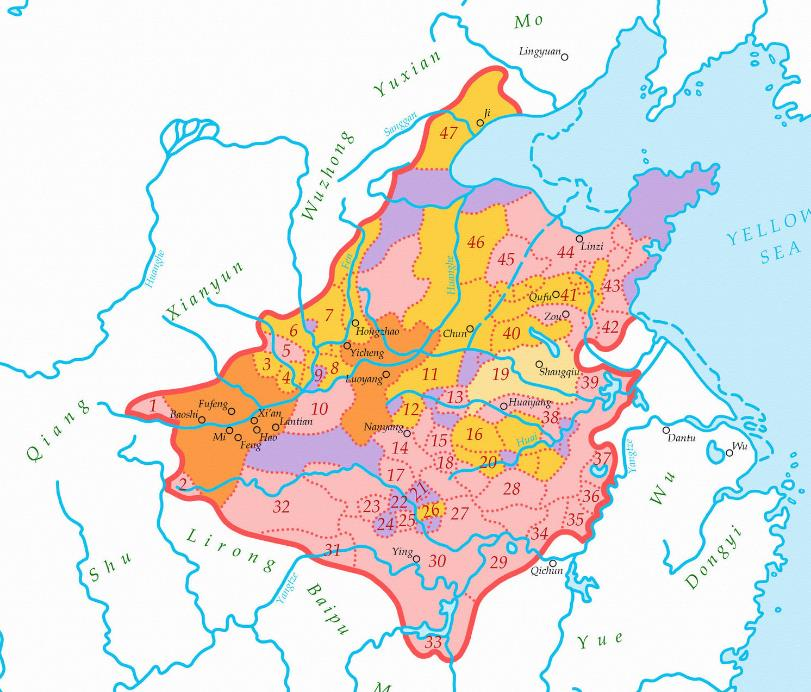 Mo
Lingyuan
Yuxian
Ji
Sanggan
47
Wuzhong
YELLOW
SEA
Huanghe
Xianyun
Fen
Huanghe
46
45
44
Linzi
43
Qufu
41
Zou
42
7
6
5
3
4
9
8
Hongzhao
Yicheng
Luoyang
Chun
40
11
19
Shangqiu
39
Qiang
1
Baoshi
Fufeng
Xi'an
Lantian
Mi
Feng
Hao
10
12
13
Huanyang
38
Nanyang
14
15
16
Huai
18
20
17
37
Yangtze
Dantu
Wu
2
32
23
22
21
24
25
26
27
28
36
35
34
Wu
Dongyi
Shu
Lirong
31
Ying
30
29
Qichun
Yangtze
Baipu
33
Yue
M